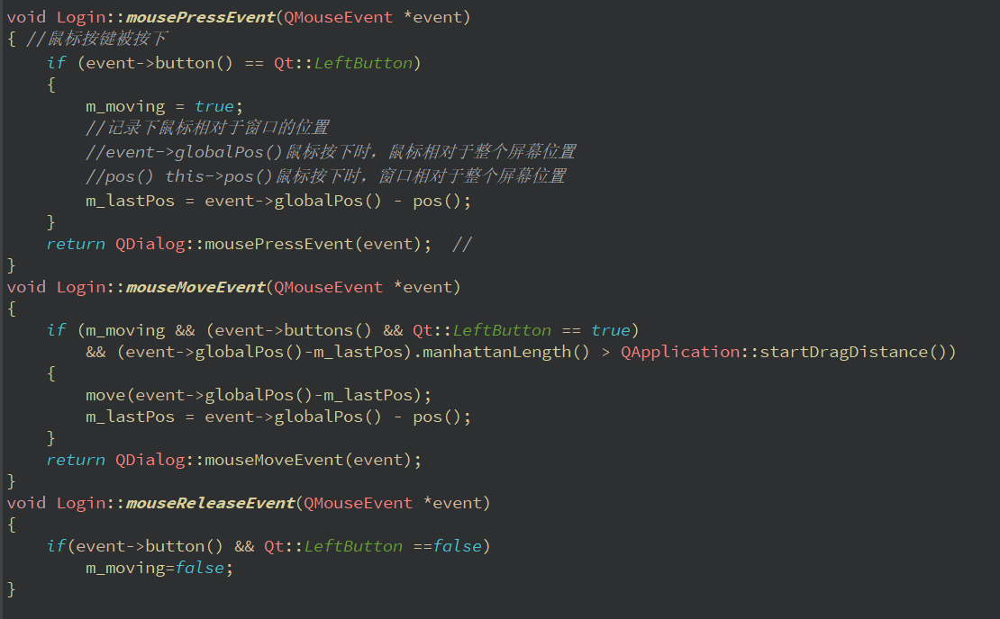 void Login::mousePressEvent(QMouseEvent *event)
{ //鼠标按键被按下
    if (event->button() == Qt::LeftButton)
    {
        m_moving = true;
        //记录下鼠标相对于窗口的位置
        //event->globalPos()鼠标按下时，鼠标相对于整个屏幕位置
        //pos() this->pos()鼠标按下时，窗口相对于整个屏幕位置
        m_lastPos = event->globalPos() - pos();
    }
    return QDialog::mousePressEvent(event);  //
}
void Login::mouseMoveEvent(QMouseEvent *event)
{
    if (m_moving && (event->buttons() && Qt::LeftButton == true)
        && (event->globalPos()-m_lastPos).manhattanLength() > QApplication::startDragDistance())
    {
        move(event->globalPos()-m_lastPos);
        m_lastPos = event->globalPos() - pos();
    }
    return QDialog::mouseMoveEvent(event);
}
void Login::mouseReleaseEvent(QMouseEvent *event)
{
    if(event->button() && Qt::LeftButton ==false)
        m_moving=false;
}